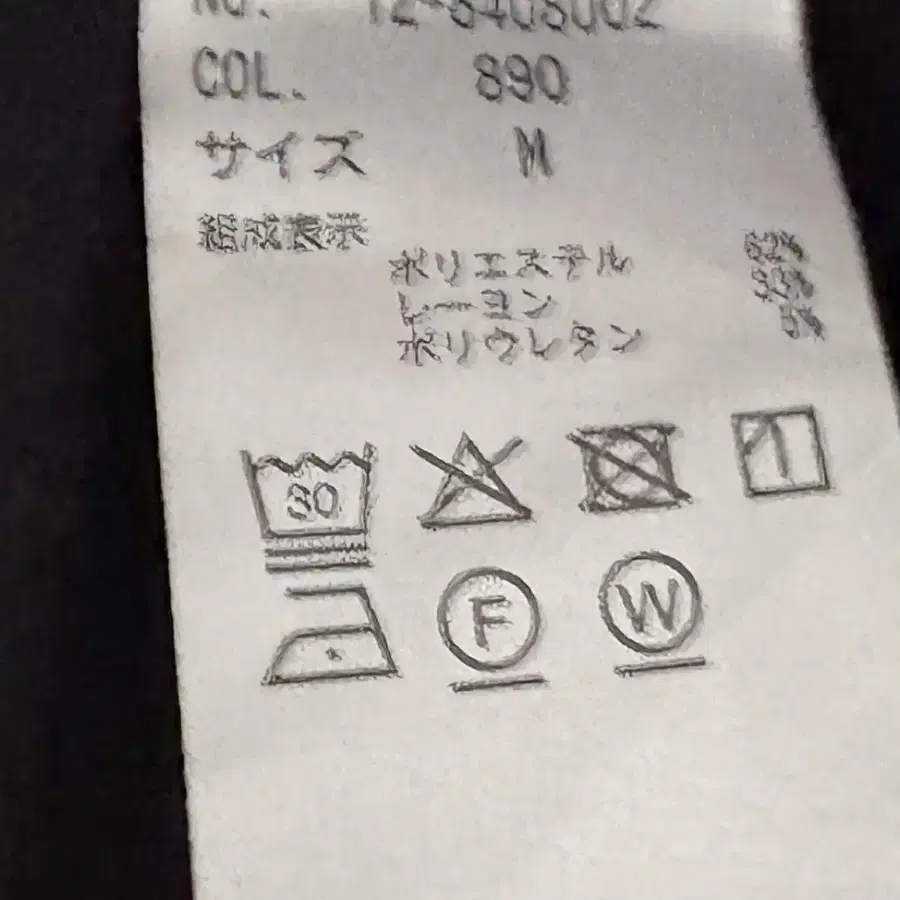 COL. 890
サイズ M
組成表示
ポリエステル
レーヨン
ポリウレタン
30
F W